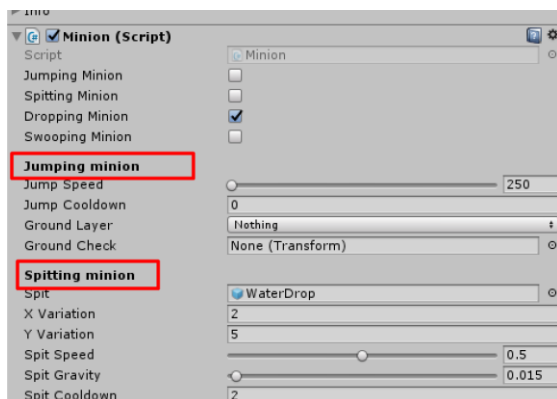 Info
Minion (Script)
Script Minion
Jumping Minion
Spitting Minion
Dropping Minion
Swooping Minion
Jumping minion
Jump Speed 250
Jump Cooldown 0
Ground Layer Nothing
Ground Check None (Transform)
Spitting minion
Spit WaterDrop
X Variation 2
Y Variation 5
Spit Speed 0.5
Spit Gravity 0.015
Spit Cooldown 2